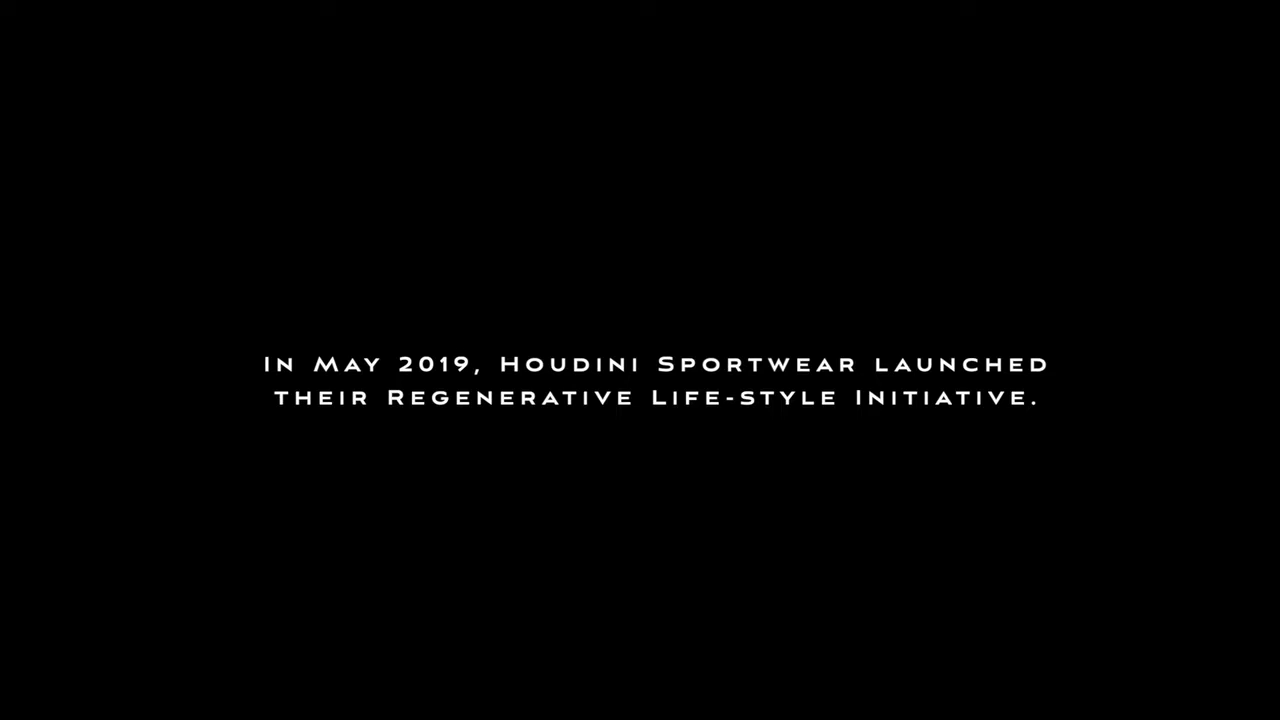 In May 2019, Houdini Sportwear launched
their Regenerative Life-style Initiative.